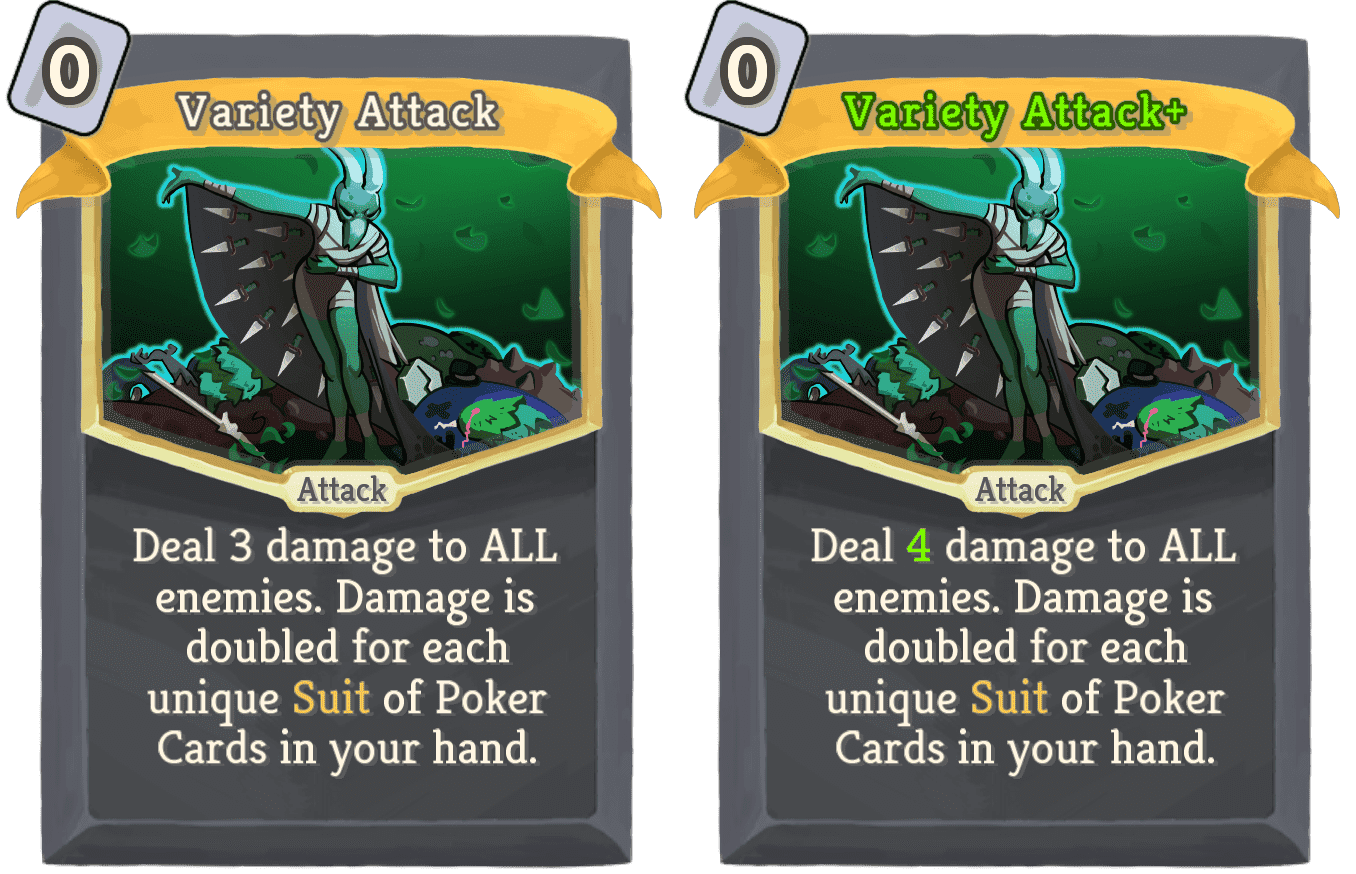 0
Variety Attack
Attack
Deal 3 damage to ALL
enemies. Damage is
doubled for each
unique Suit of Poker
Cards in your hand.
0
Variety Attack+
Attack
Deal 4 damage to ALL
enemies. Damage is
doubled for each
unique Suit of Poker
Cards in your hand.